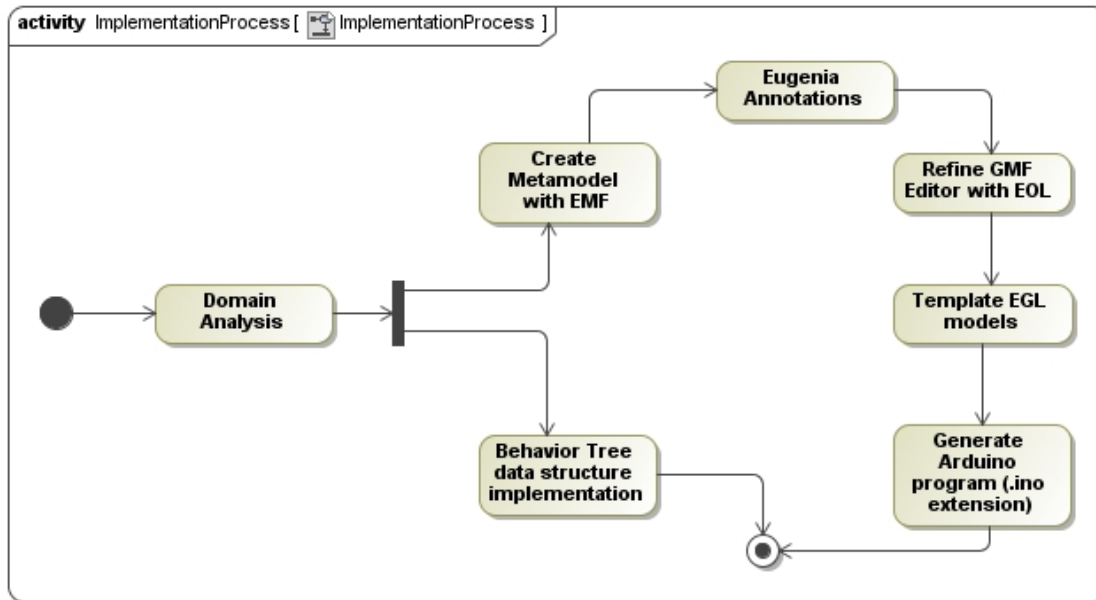 activity ImplementationProcess [ ImplementationProcess ]
Eugenia
Annotations
Create
Metamodel
with EMF
Refine GMF
Editor with EOL
Domain
Analysis
Template EGL
models
Behavior Tree
data structure
implementation
Generate
Arduino
program (.ino
extension)